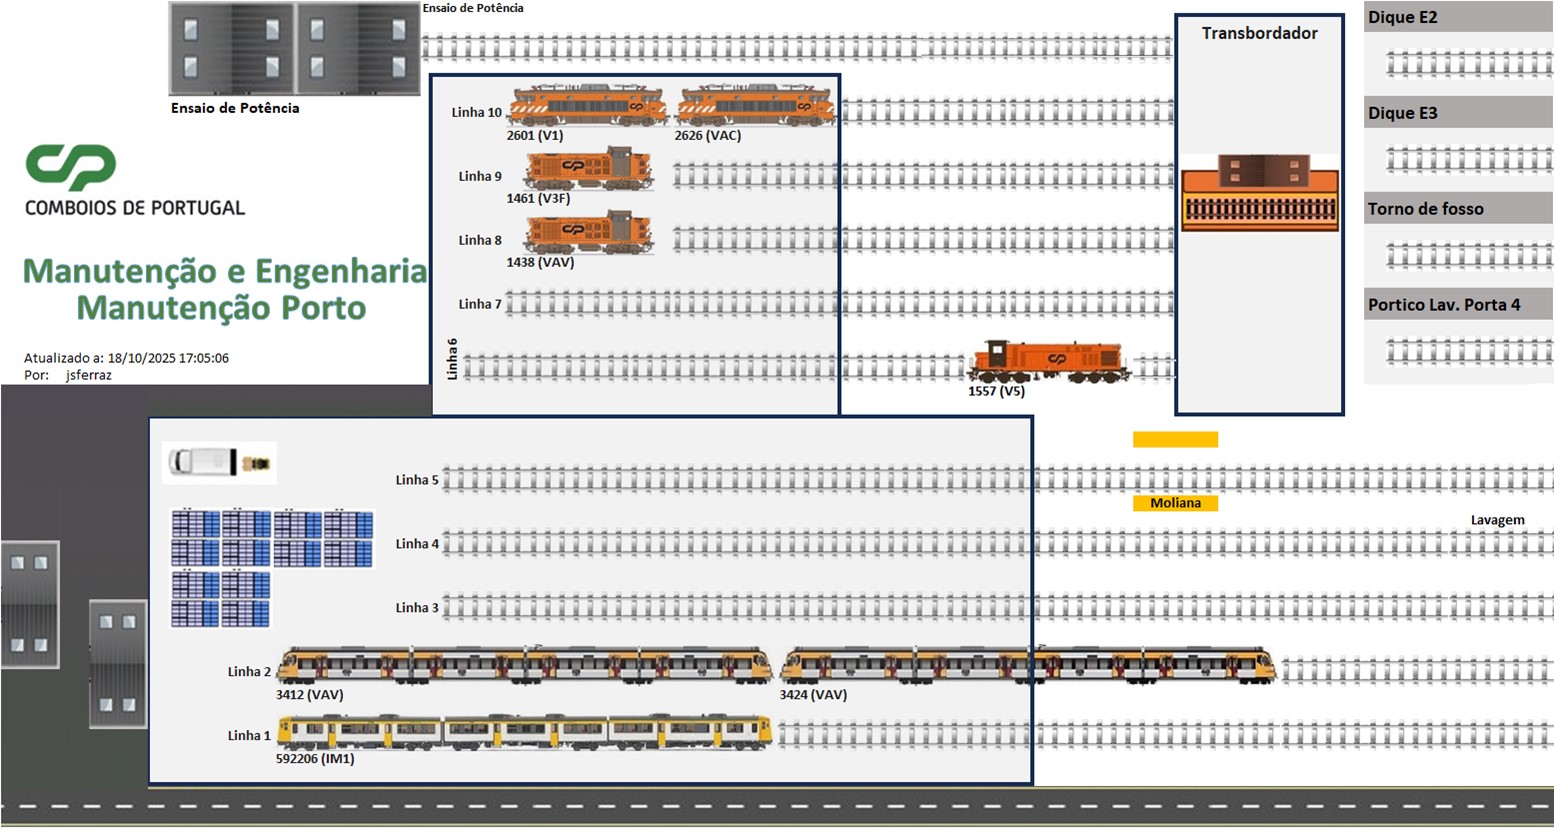 Ensaio de Potência
Dique E2
Transbordador
Ensaio de Potência
Linha 10
2601 (V1)
2626 (VAC)
Dique E3
CP
COMBOIOS DE PORTUGAL
Linha 9
1461 (V3F)
Torno de fosso
Linha 8
1438 (VAV)
Manutenção e Engenharia
Manutenção Porto
Linha 7
Portico Lav. Porta 4
Atualizado a: 18/10/2025 17:05:06
Por: jsferraz
Linha 6
1557 (V5)
Linha 5
Moliana
Lavagem
Linha 4
Linha 3
Linha 2
3412 (VAV)
3424 (VAV)
Linha 1
592206 (IM1)